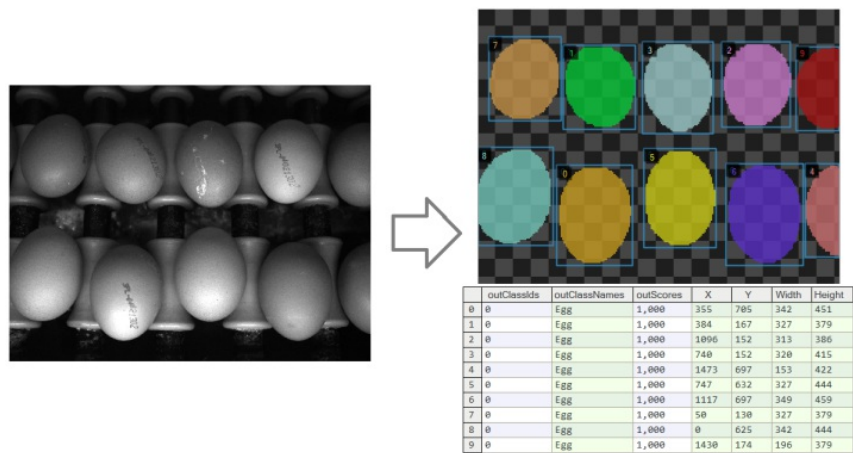 7
1
3
2
9
8
0
5
6
4
outClassIds outClassNames outScores X Y Width Height
0 0 Egg 1,000 355 705 342 451
1 0 Egg 1,000 384 167 327 379
2 0 Egg 1,000 1096 152 313 386
3 0 Egg 1,000 740 152 320 415
4 0 Egg 1,000 1473 697 153 422
5 0 Egg 1,000 747 632 327 444
6 0 Egg 1,000 1117 697 349 459
7 0 Egg 1,000 50 130 327 379
8 0 Egg 1,000 0 625 342 444
9 0 Egg 1,000 1430 174 196 379